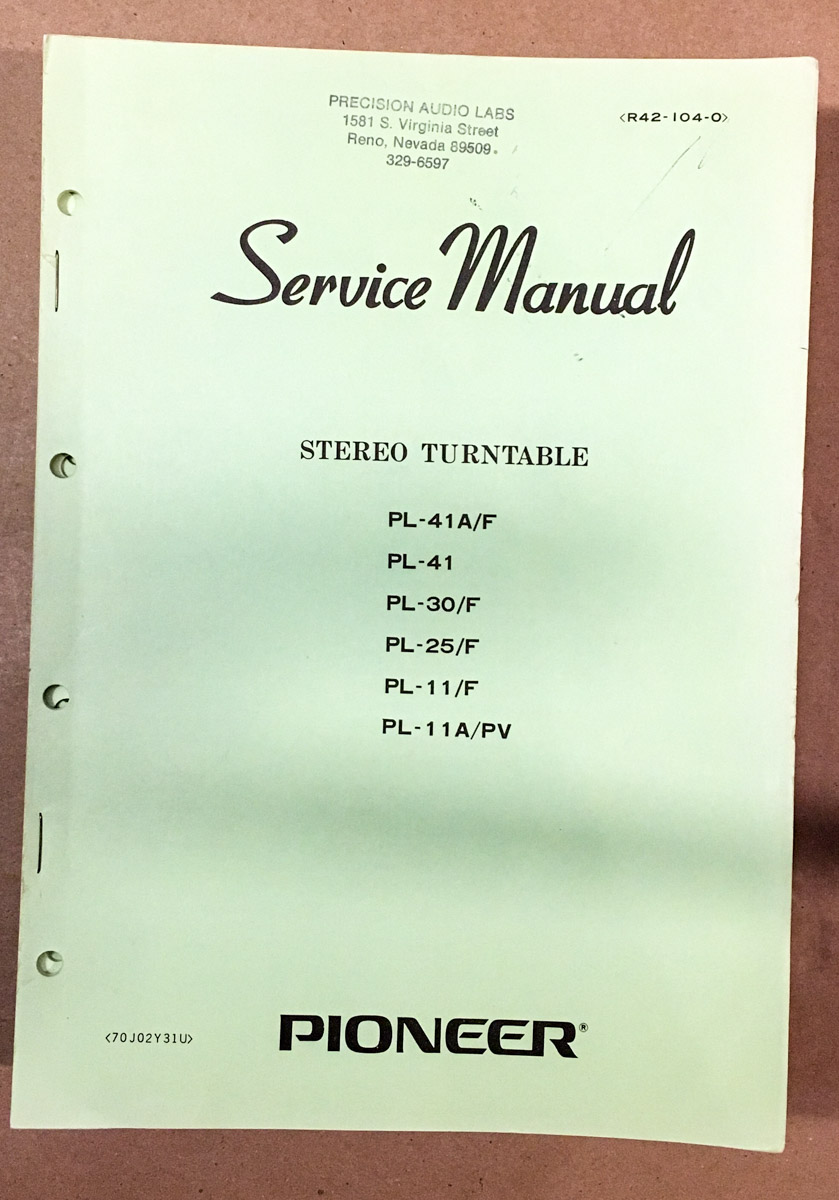 PRECISION AUDIO LABS
1581 S. Virginia Street
Reno, Nevada 89509
329-6597
<R42-104-0>
Service Manual
STEREO TURNTABLE
PL-41A/F
PL-41
PL-30/F
PL-25/F
PL-11/F
PL-11A/PV
<70J02Y31U>
PIONEER®